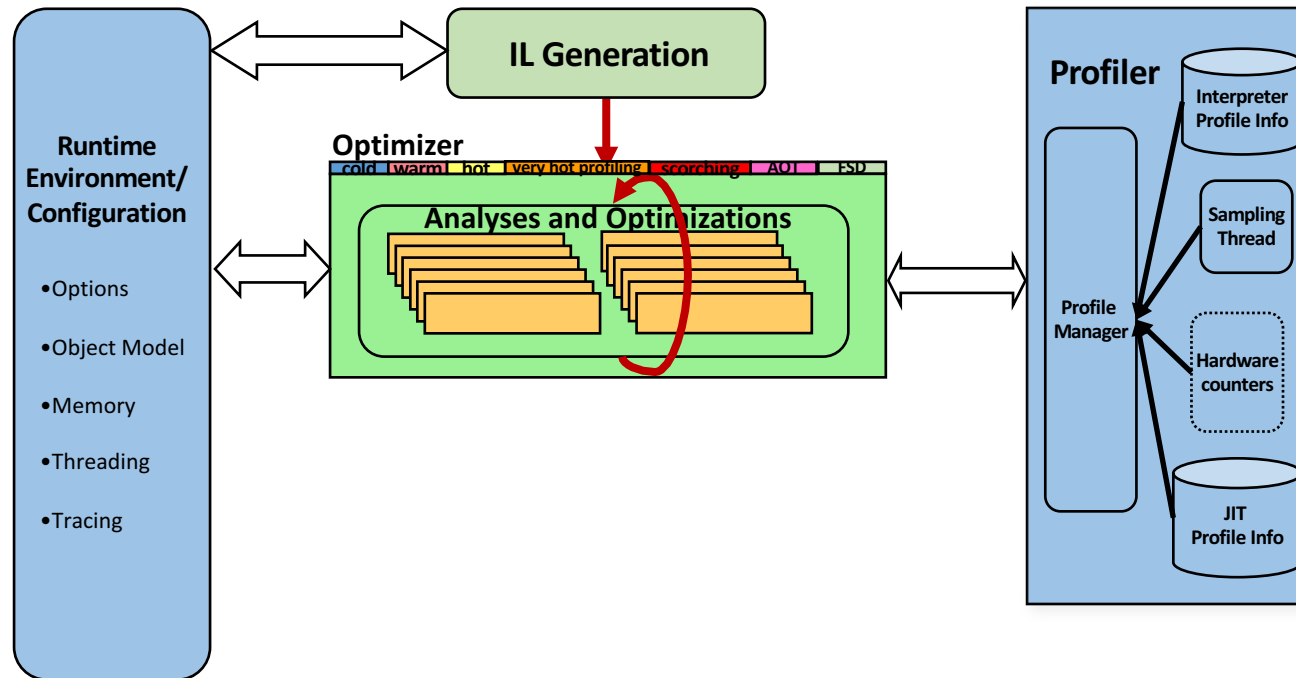 IL Generation
Runtime
Environment/
Configuration
•Options
•Object Model
•Memory
•Threading
•Tracing
Optimizer
cold warm hot very hot profiling scorching AOT FSD
Analyses and Optimizations
Profiler
Interpreter
Profile Info
Sampling
Thread
Profile
Manager
Hardware
counters
JIT
Profile Info